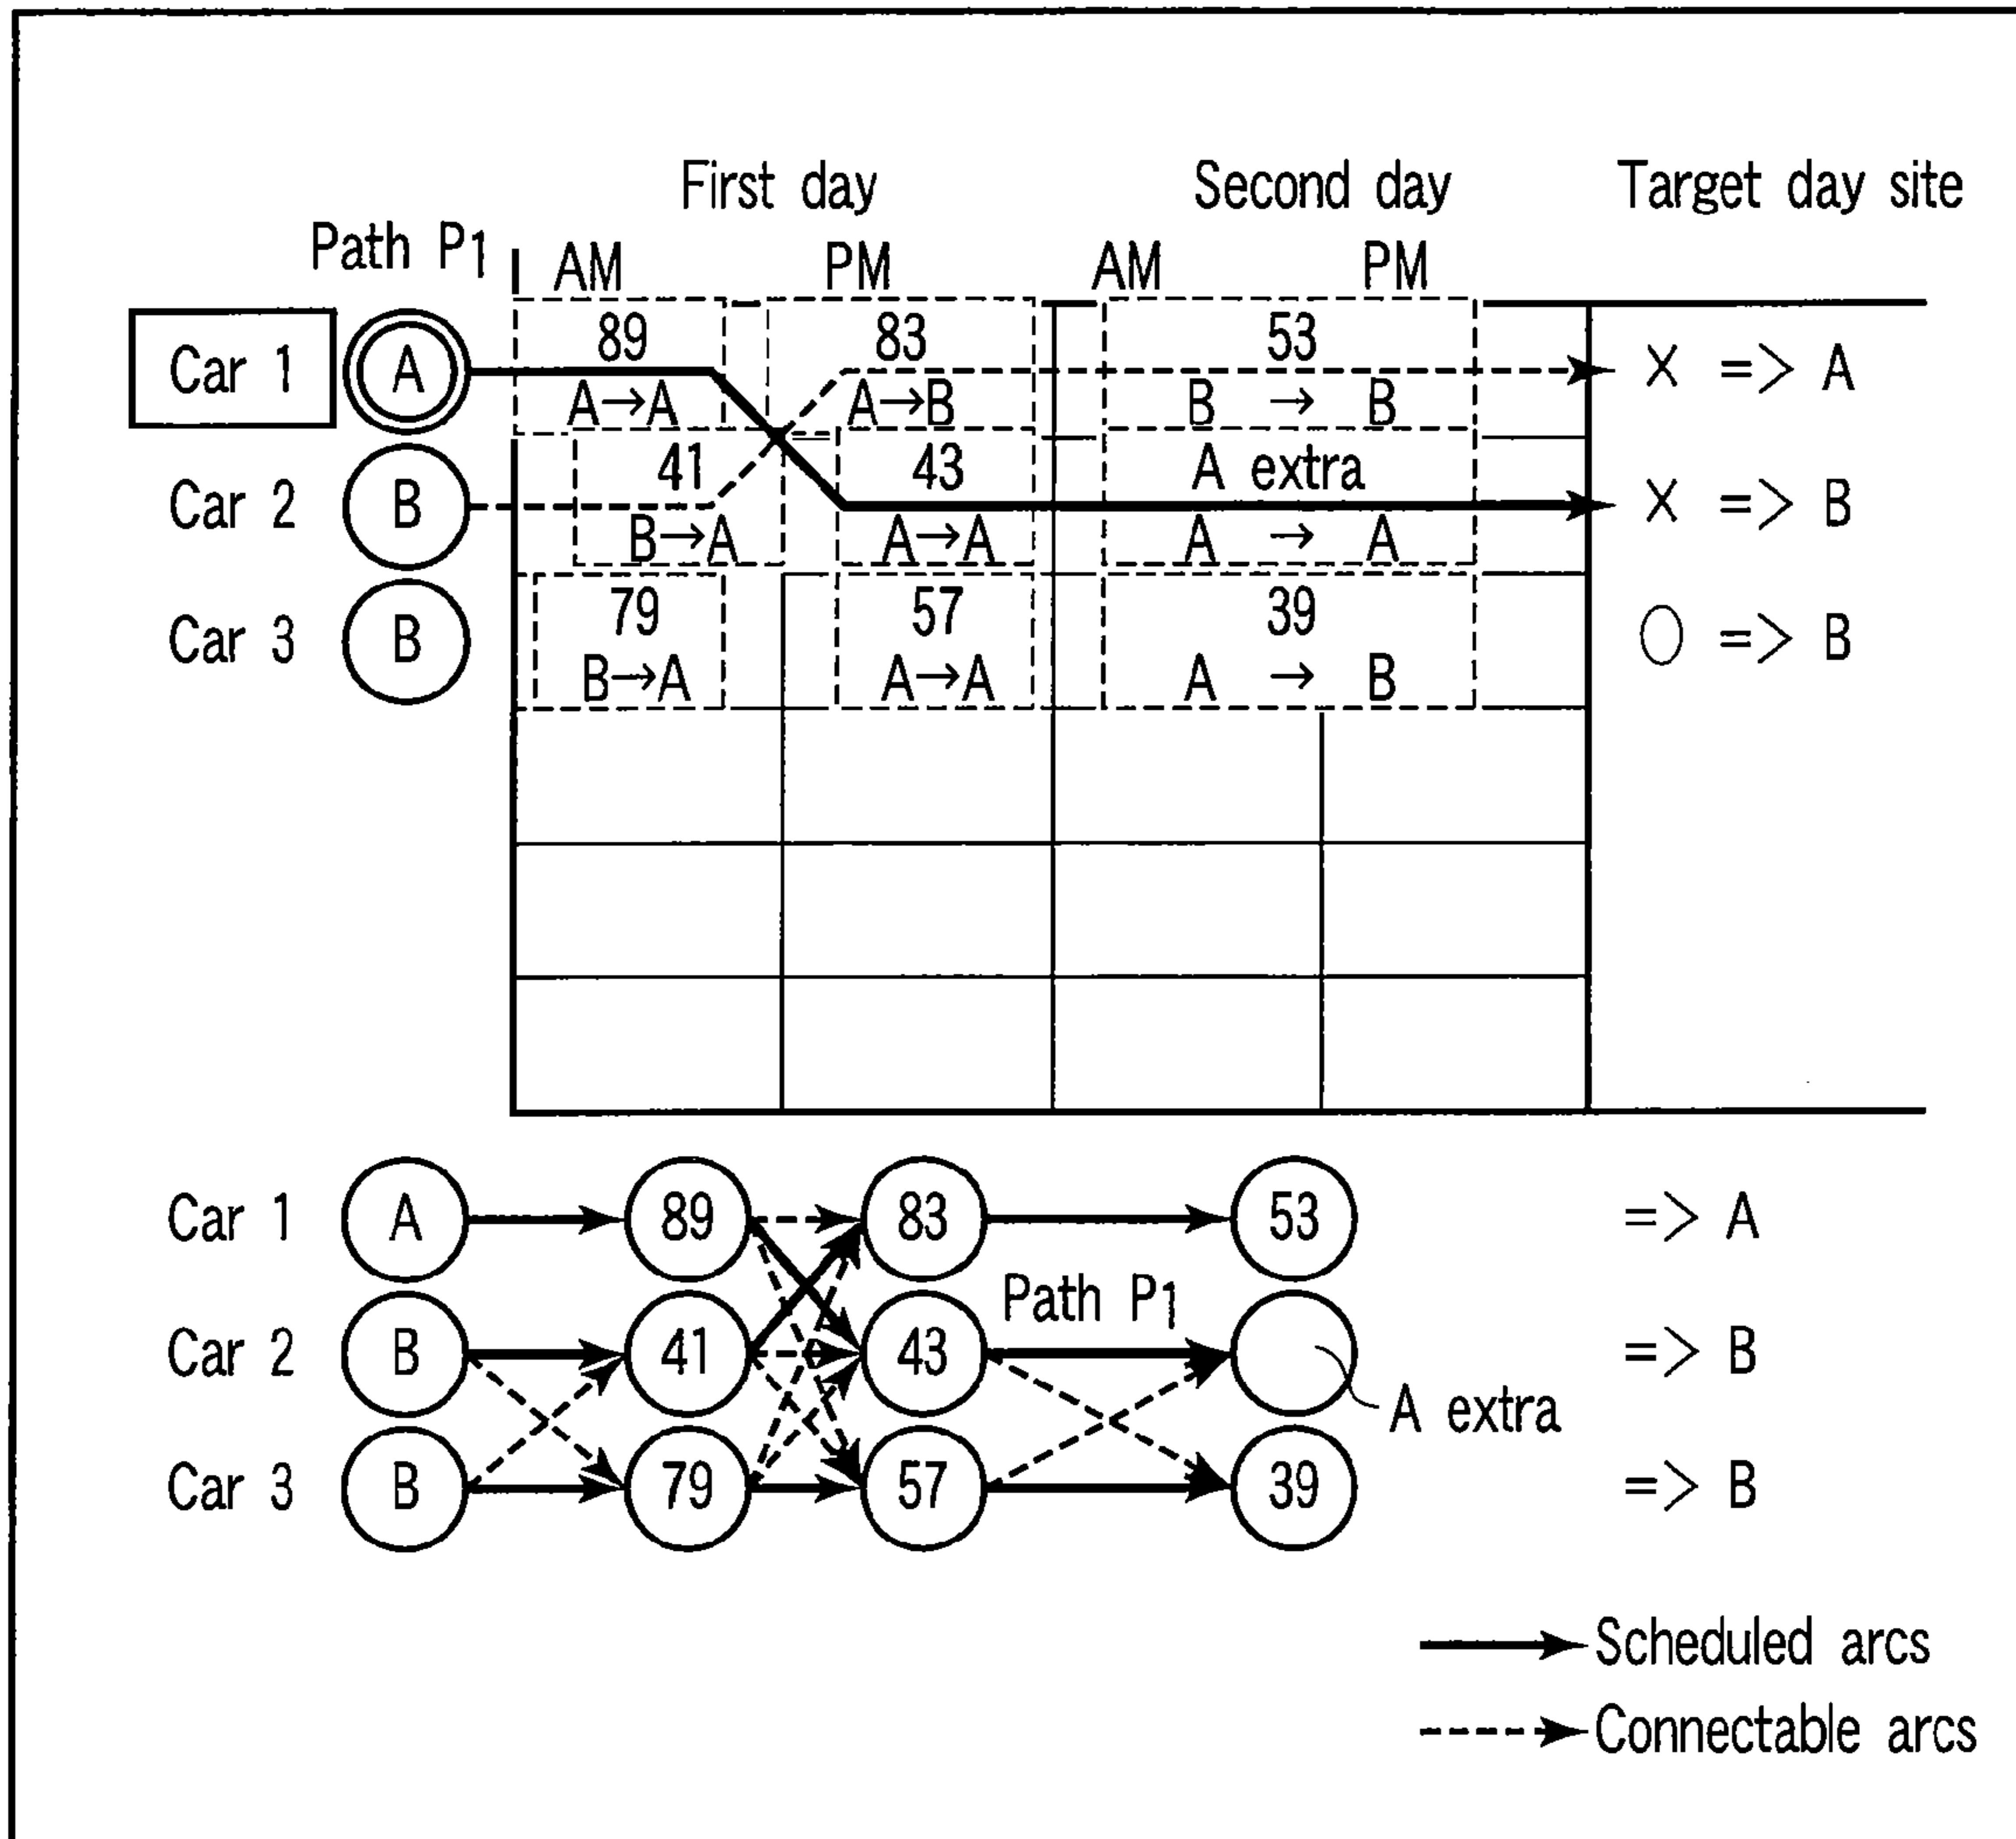 First day Second day Target day site
Path P1 AM PM AM PM
Car 1 A 89 83 53 X => A
A→A A→B B → B
41 43 A extra
Car 2 B X => B
B→A A→A A → A
79 57 39
Car 3 B O => B
B→A A→A A → B
Car 1 A 89 83 53 => A
Path P1
Car 2 B 41 43 => B
A extra
Car 3 B 79 57 39 => B
Scheduled arcs
Connectable arcs